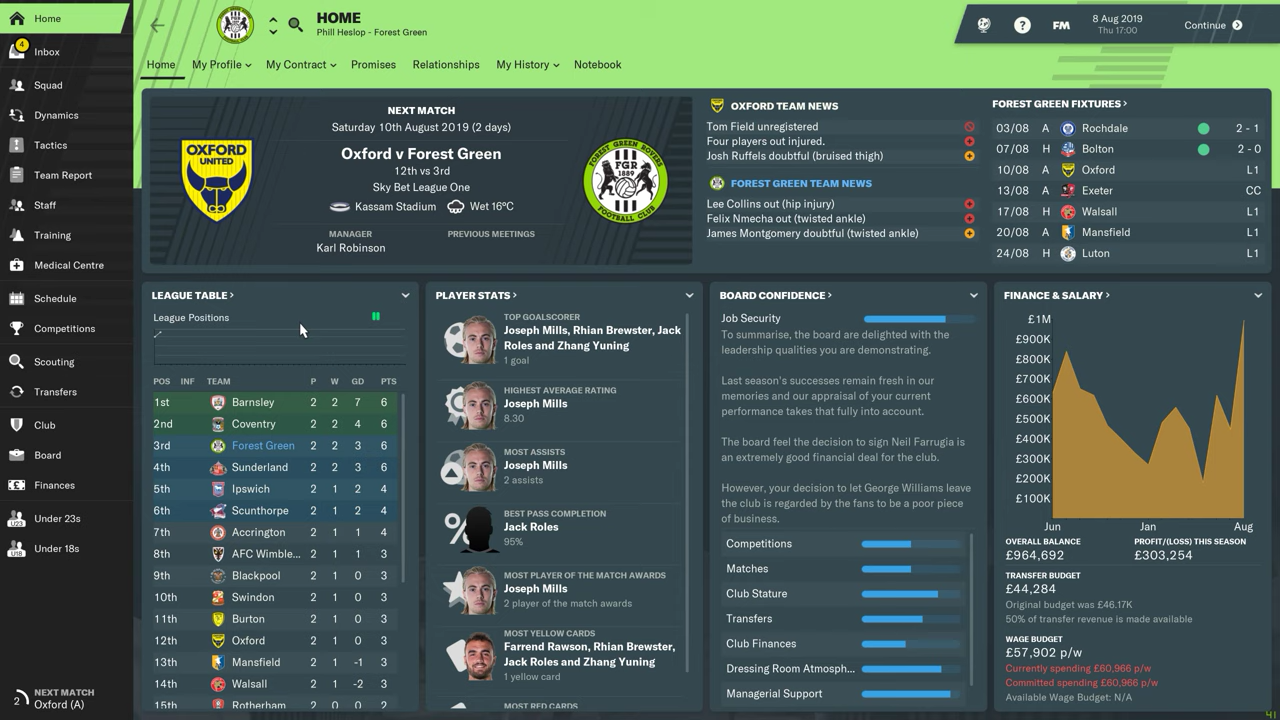 Home
4
Inbox
Squad
Dynamics
Tactics
Team Report
Staff
Training
Medical Centre
Schedule
Competitions
Scouting
Transfers
Club
Board
Finances
U23
Under 23s
U18
Under 18s
NEXT MATCH
Oxford (A)
HOME
Phill Heslop - Forest Green
?
FM
8 Aug 2019
Thu 17:00
Continue
Home
My Profile
My Contract
Promises
Relationships
My History
Notebook
OXFORD
UNITED
NEXT MATCH
Saturday 10th August 2019 (2 days)
Oxford v Forest Green
12th vs 3rd
Sky Bet League One
Kassam Stadium
Wet 16°C
MANAGER
Karl Robinson
PREVIOUS MEETINGS
FOREST GREEN ROVERS
FGR
1889
FOOTBALL CLUB
OXFORD TEAM NEWS
Tom Field unregistered
Four players out injured.
Josh Ruffels doubtful (bruised thigh)
FOREST GREEN TEAM NEWS
Lee Collins out (hip injury)
Felix Nmecha out (twisted ankle)
James Montgomery doubtful (twisted ankle)
FOREST GREEN FIXTURES >
03/08 A Rochdale 2 - 1
07/08 H Bolton 2 - 0
10/08 A Oxford L1
13/08 A Exeter CC
17/08 H Walsall L1
20/08 A Mansfield L1
24/08 H Luton L1
LEAGUE TABLE >
League Positions
POS INF TEAM P W GD PTS
1st Barnsley 2 2 7 6
2nd Coventry 2 2 4 6
3rd Forest Green 2 2 3 6
4th Sunderland 2 2 3 6
5th Ipswich 2 1 2 4
6th Scunthorpe 2 1 2 4
7th Accrington 2 1 1 4
8th AFC Wimble... 2 1 1 3
9th Blackpool 2 1 0 3
10th Swindon 2 1 0 3
11th Burton 2 1 0 3
12th Oxford 2 1 0 3
13th Mansfield 2 1 -1 3
14th Walsall 2 1 -2 3
15th Rotherham 2 0 0 2
PLAYER STATS >
TOP GOALSCORER
Joseph Mills, Rhian Brewster, Jack
Roles and Zhang Yuning
1 goal
HIGHEST AVERAGE RATING
Joseph Mills
8.30
MOST ASSISTS
Joseph Mills
2 assists
BEST PASS COMPLETION
Jack Roles
95%
MOST PLAYER OF THE MATCH AWARDS
Joseph Mills
2 player of the match awards
MOST YELLOW CARDS
Farrend Rawson, Rhian Brewster,
Jack Roles and Zhang Yuning
1 yellow card
MOST RED CARDS
BOARD CONFIDENCE >
Job Security
To summarise, the board are delighted with the
leadership qualities you are demonstrating.
Last season's successes remain fresh in our
memories and our appraisal of your current
performance takes that fully into account.
The board feel the decision to sign Neil Farrugia is
an extremely good financial deal for the club.
However, your decision to let George Williams leave
the club is regarded by the fans to be a poor piece
of business.
Competitions
Matches
Club Stature
Transfers
Club Finances
Dressing Room Atmosph...
Managerial Support
FINANCE & SALARY >
£1M
£900K
£800K
£700K
£600K
£500K
£400K
£300K
£200K
£100K
Jun Jan Aug
OVERALL BALANCE
£964,692
PROFIT/(LOSS) THIS SEASON
£303,254
TRANSFER BUDGET
£44,284
Original budget was £46.17K
50% of transfer revenue is made available
WAGE BUDGET
£57,902 p/w
Currently spending £60,966 p/w
Committed spending £60,966 p/w
Available Wage Budget: N/A